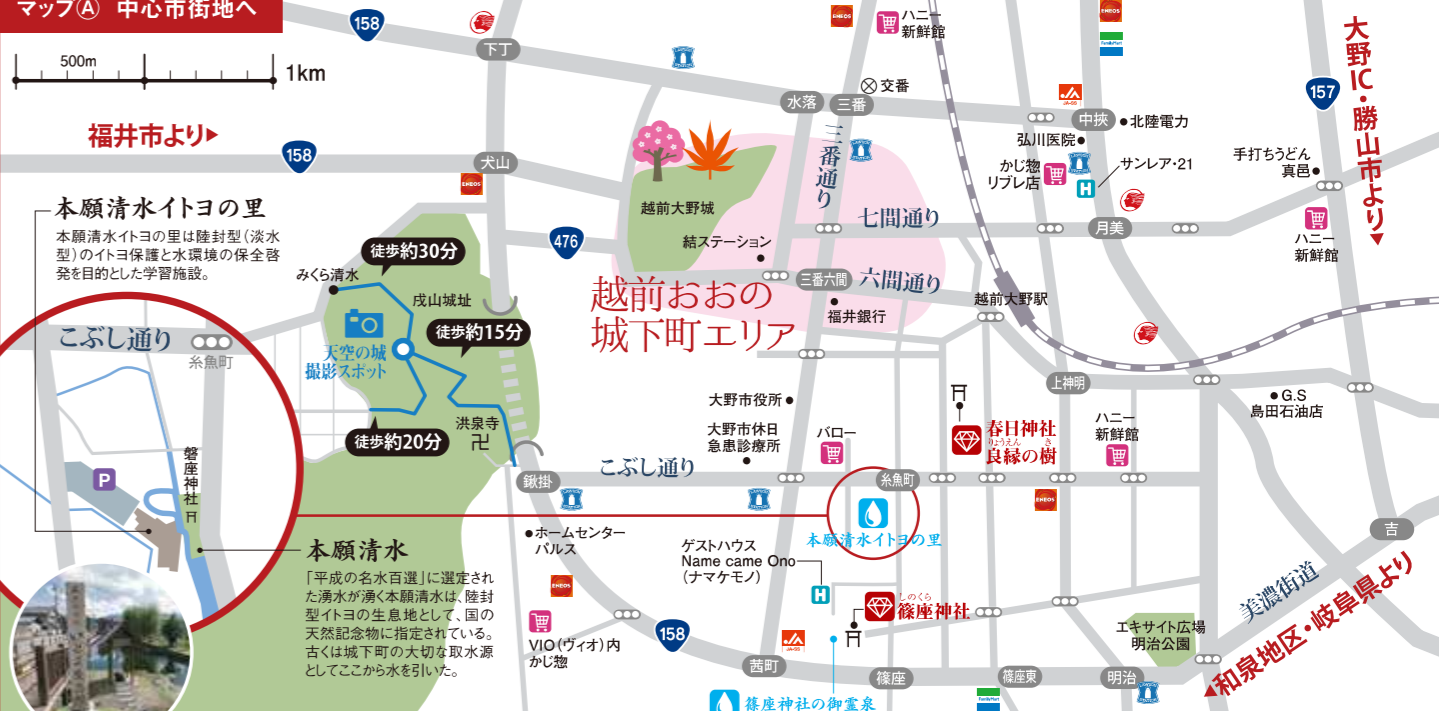 マップⒶ 中心市街地へ
500m
1km
福井市より
158
158
下丁
犬山
ENEOS
本願清水イトヨの里
本願清水イトヨの里は陸封型(淡水
型)のイトヨ保護と水環境の保全啓
発を目的とした学習施設。
こぶし通り
糸魚町
P
磐座神社
本願清水
「平成の名水百選」に選定され
た湧水が湧く本願清水は、陸封
型イトヨの生息地として、国の
天然記念物に指定されている。
古くは城下町の大切な取水源
としてここから水を引いた。
みくら清水
徒歩約30分
戌山城址
徒歩約15分
天空の城
撮影スポット
徒歩約20分
洪泉寺
卍
476
越前大野城
結ステーション
越前おおの
城下町エリア
ENEOS
ハニー
新鮮館
交番
水落
三番
三番通り
七間通り
三番六間
六間通り
福井銀行
越前大野駅
ENEOS
FamilyMart
JA-SS
中挾
北陸電力
弘川医院
かじ惣
リブレ店
H
サンレア・21
月美
157
大野IC・勝山市より
手打ちうどん
真邑
ハニー
新鮮館
上神明
G.S
島田石油店
大野市役所
大野市休日
急患診療所
バロー
春日神社
りょうえん き
良縁の樹
ハニー
新鮮館
鍬掛
こぶし通り
糸魚町
ENEOS
本願清水イトヨの里
ホームセンター
パルス
ゲストハウス
Name came Ono
(ナマケモノ)
H
ENEOS
VIO(ヴィオ)内
かじ惣
158
JA-SS
しのくら
篠座神社
茜町
篠座
篠座東
明治
FamilyMart
篠座神社の御霊泉
エキサイト広場
明治公園
吉
美濃街道
和泉地区・岐阜県より